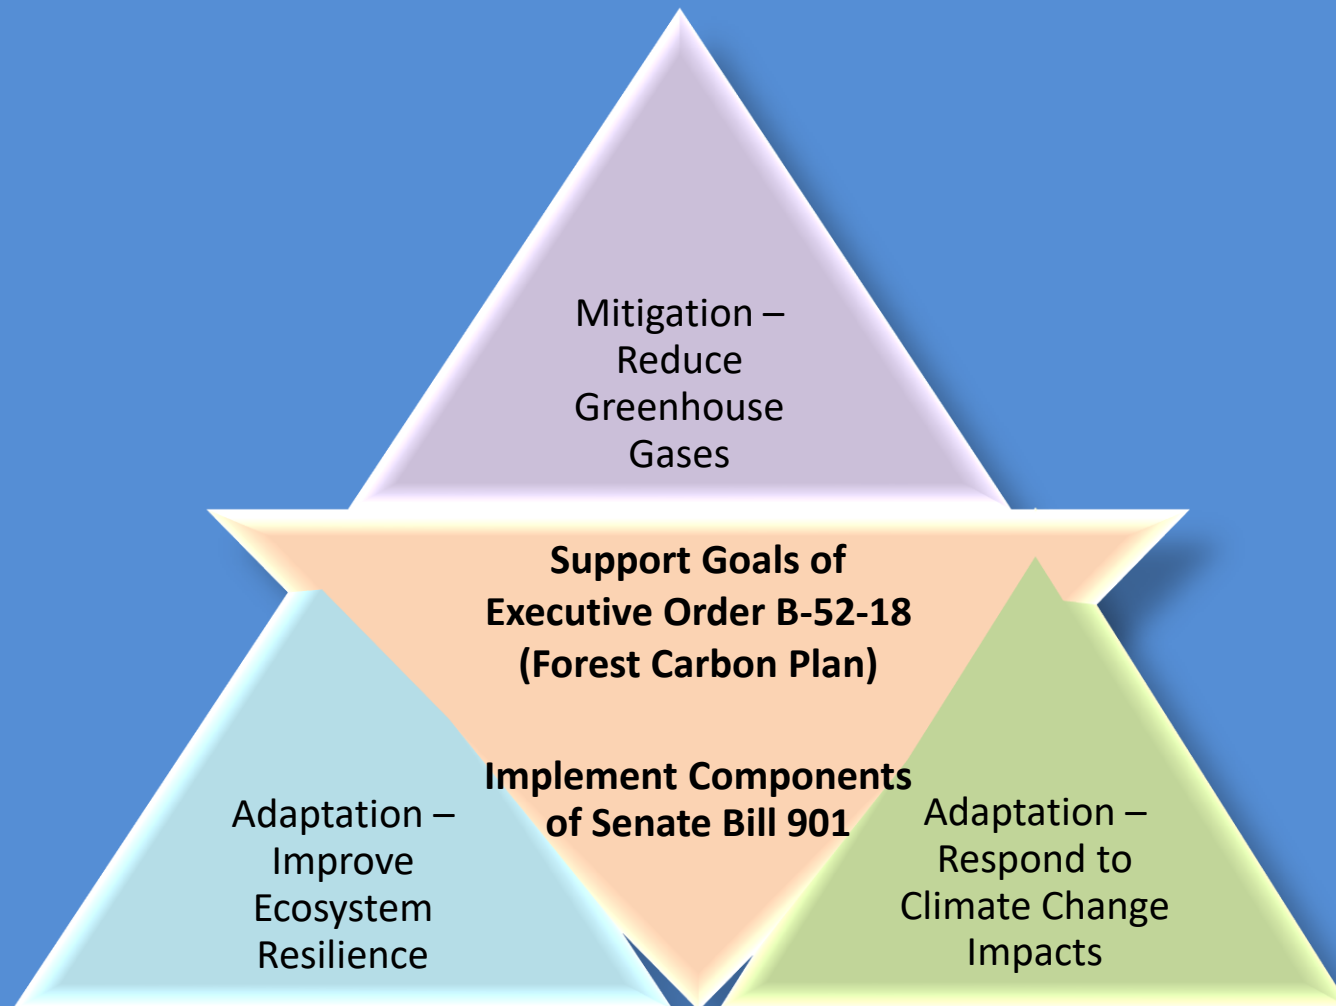 Mitigation –
Reduce
Greenhouse
Gases
Support Goals of
Executive Order B-52-18
(Forest Carbon Plan)
Implement Components
of Senate Bill 901
Adaptation –
Improve
Ecosystem
Resilience
Adaptation –
Respond to
Climate Change
Impacts